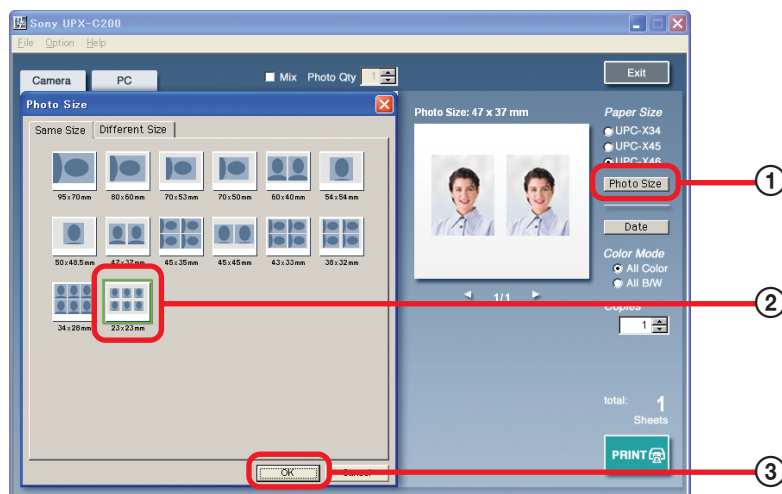 Sony UPX-C200
File Option Help
Camera PC
Mix Photo Qty 1
Exit
Photo Size
Same Size Different Size
95x70mm 80x60mm 70x53mm 70x50mm 60x40mm 54x54mm
50x48.5mm 47x37mm 45x35mm 45x45mm 43x33mm 38x32mm
34x28mm 23x23mm
OK Cancel
Photo Size: 47 x 37 mm
1/1
Paper Size
UPC-X34
UPC-X45
UPC-X46
Photo Size
Date
Color Mode
All Color
All B/W
Copies
1
total: 1
Sheets
PRINT
1
2
3